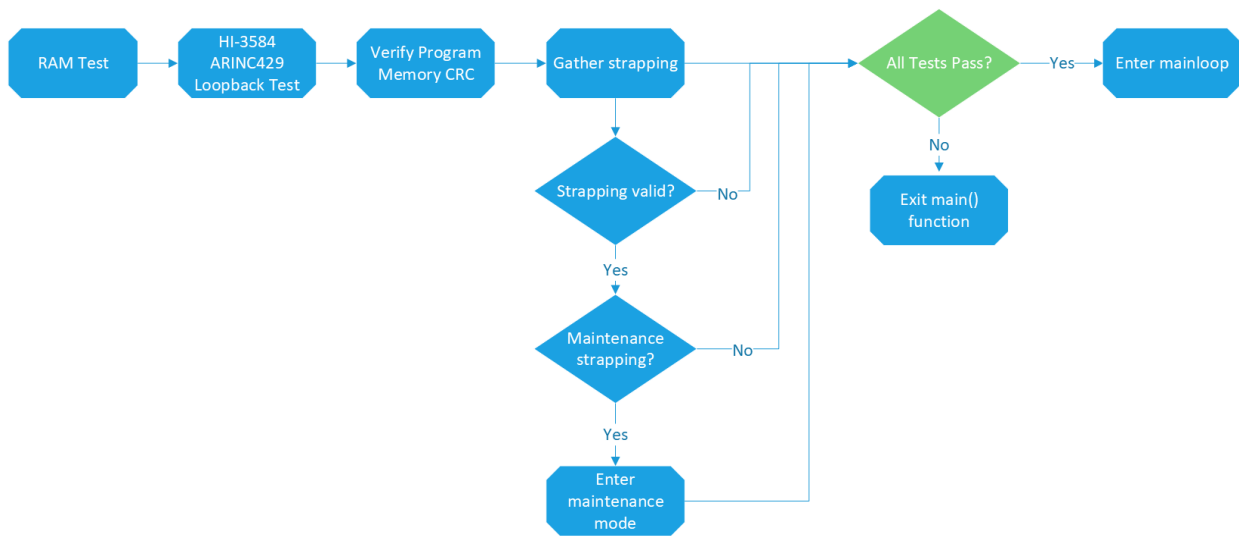 RAM Test
HI-3584
ARINC429
Loopback Test
Verify Program
Memory CRC
Gather strapping
All Tests Pass?
Yes
Enter mainloop
No
Exit main()
function
Strapping valid?
No
Yes
Maintenance
strapping?
No
Yes
Enter
maintenance
mode